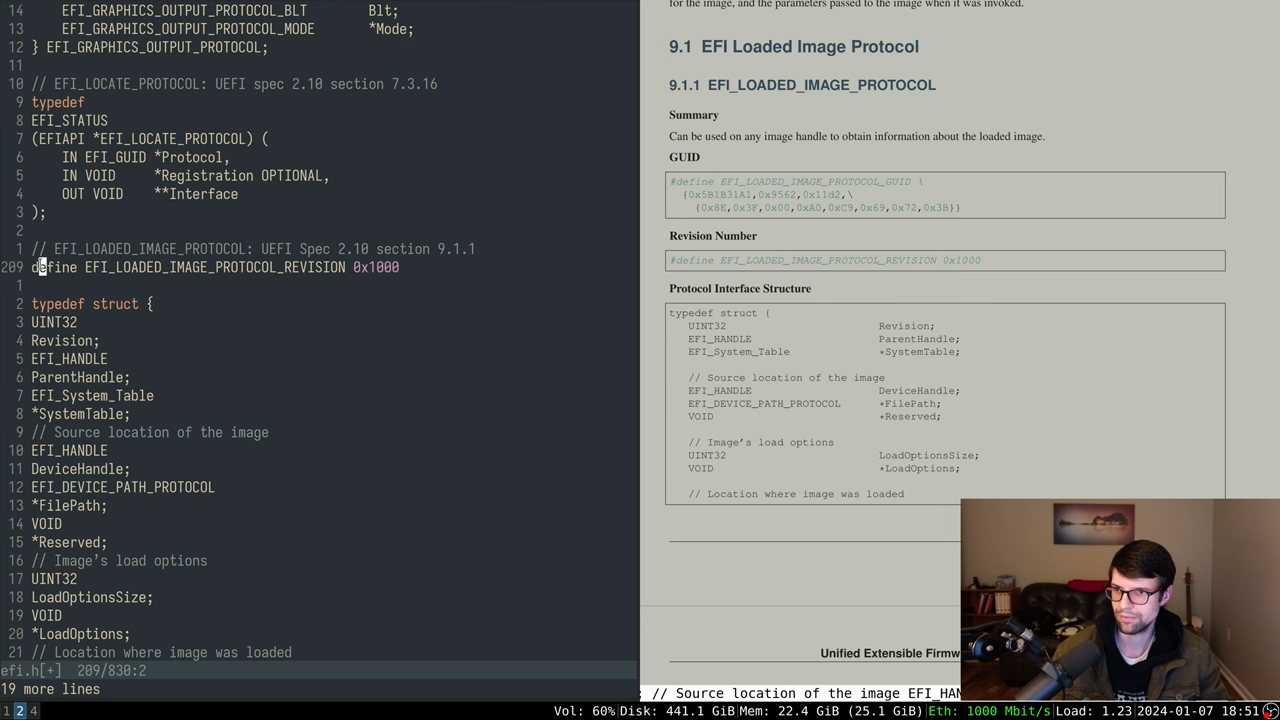 14     EFI_GRAPHICS_OUTPUT_PROTOCOL_BLT       Blt;
13     EFI_GRAPHICS_OUTPUT_PROTOCOL_MODE      *Mode;
12 } EFI_GRAPHICS_OUTPUT_PROTOCOL;
11
10 // EFI_LOCATE_PROTOCOL: UEFI spec 2.10 section 7.3.16
9 typedef
8 EFI_STATUS
7 (EFIAPI *EFI_LOCATE_PROTOCOL) (
6     IN EFI_GUID *Protocol,
5     IN VOID     *Registration OPTIONAL,
4     OUT VOID    **Interface
3 );
2
1 // EFI_LOADED_IMAGE_PROTOCOL: UEFI Spec 2.10 section 9.1.1
209 define EFI_LOADED_IMAGE_PROTOCOL_REVISION 0x1000
1
2 typedef struct {
3 UINT32
4 Revision;
5 EFI_HANDLE
6 ParentHandle;
7 EFI_System_Table
8 *SystemTable;
9 // Source location of the image
10 EFI_HANDLE
11 DeviceHandle;
12 EFI_DEVICE_PATH_PROTOCOL
13 *FilePath;
14 VOID
15 *Reserved;
16 // Image’s load options
17 UINT32
18 LoadOptionsSize;
19 VOID
20 *LoadOptions;
21 // Location where image was loaded
efi.h[+]  209/830:2
19 more lines
for the image, and the parameters passed to the image when it was invoked.
9.1 EFI Loaded Image Protocol
9.1.1 EFI_LOADED_IMAGE_PROTOCOL
Summary
Can be used on any image handle to obtain information about the loaded image.
GUID
#define EFI_LOADED_IMAGE_PROTOCOL_GUID \
{0x5B1B31A1,0x9562,0x11d2,\
{0x8E,0x3F,0x00,0xA0,0xC9,0x69,0x72,0x3B}}
Revision Number
#define EFI_LOADED_IMAGE_PROTOCOL_REVISION 0x1000
Protocol Interface Structure
typedef struct {
UINT32                    Revision;
EFI_HANDLE                ParentHandle;
EFI_System_Table          *SystemTable;
// Source location of the image
EFI_HANDLE                DeviceHandle;
EFI_DEVICE_PATH_PROTOCOL  *FilePath;
VOID                      *Reserved;
// Image’s load options
UINT32                    LoadOptionsSize;
VOID                      *LoadOptions;
// Location where image was loaded
Unified Extensible Firmw
; // Source location of the image EFI_HAN
1 2 4
Vol: 60%|Disk: 441.1 GiB|Mem: 22.4 GiB (25.1 GiB)|Eth: 1000 Mbit/s|Load: 1.23|2024-01-07 18:51